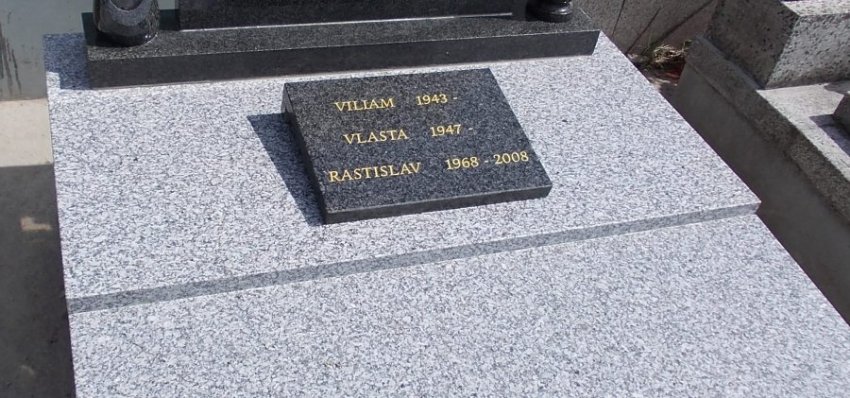 VILIAM 1943 -
VLASTA 1947 -
RASTISLAV 1968 - 2008